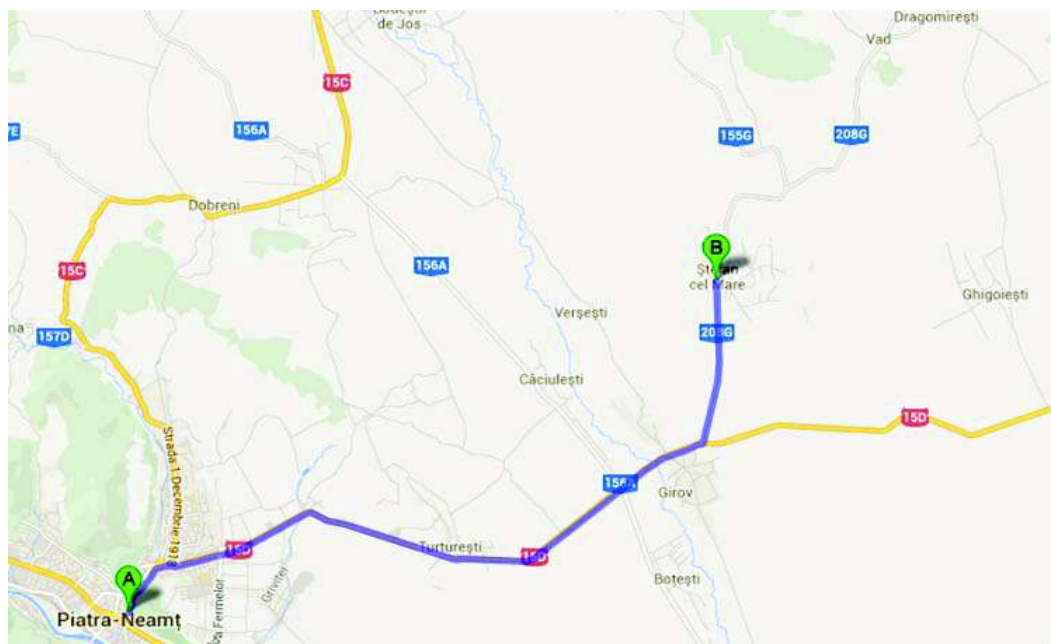 de Jos
Dragomirești
Vad
15C
156A
7E
155G
208G
Dobreni
15C
156A
B
Ștefan
cel Mare
Ghigoiești
157D
208G
Verșești
Căciulești
15D
Strada 1 Decembrie 1918
156A
Girov
15D
Turturești
15D
Botești
A
Grivitei
Fermelor
Piatra-Neamț